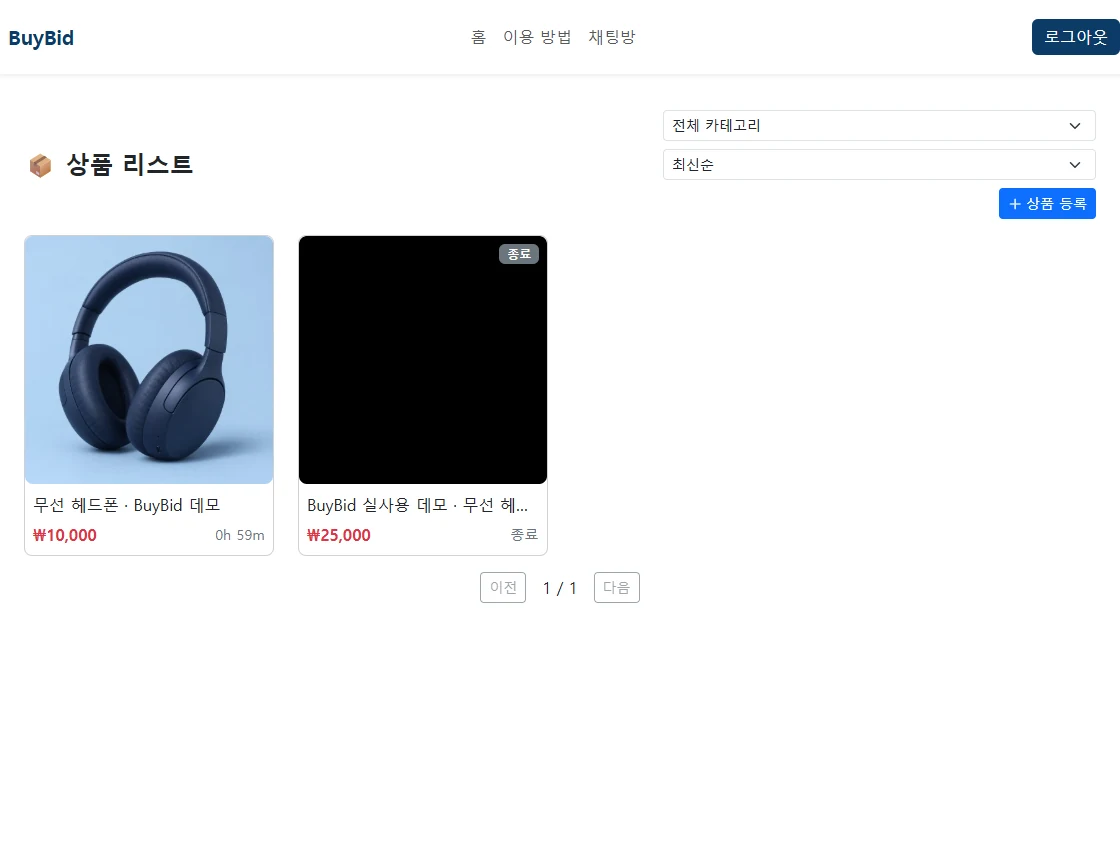 BuyBid
홈 이용 방법 채팅방
로그아웃
전체 카테고리
📦 상품 리스트
최신순
+ 상품 등록
종료
무선 헤드폰 · BuyBid 데모
₩10,000
0h 59m
BuyBid 실사용 데모 · 무선 헤...
₩25,000
종료
이전 1 / 1 다음